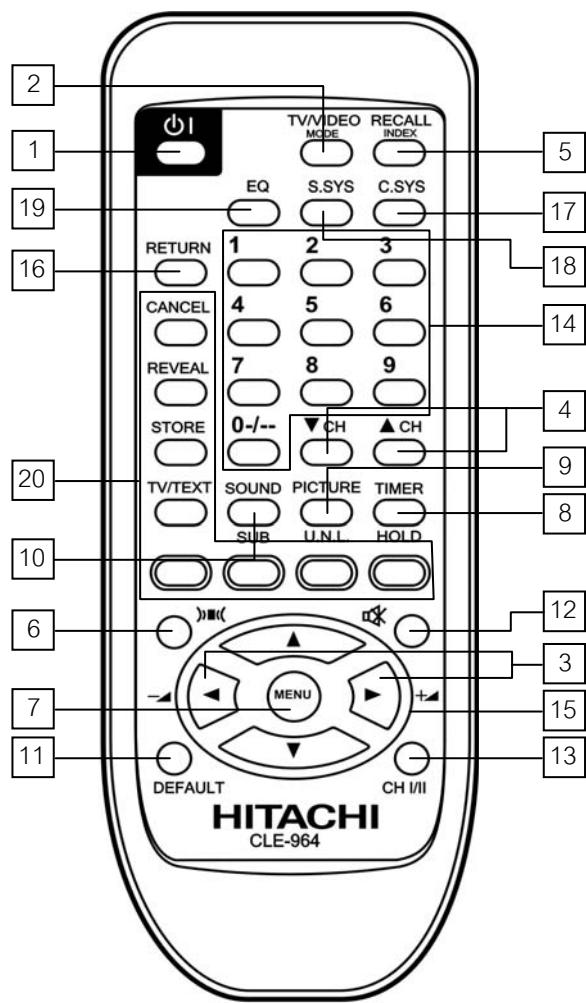 2
TV/VIDEO RECALL
MODE INDEX
1
5
EQ S.SYS C.SYS
19
17
RETURN 1 2 3
16
18
CANCEL 4 5 6
14
REVEAL 7 8 9
STORE 0-/-- ▼ CH ▲ CH
4
20
TV/TEXT SOUND PICTURE TIMER
9
8
SUB U.N.L. HOLD
10
6
12
▲
3
− ◄ MENU ► +
7
15
▼
11
13
DEFAULT CH I/II
HITACHI
CLE-964